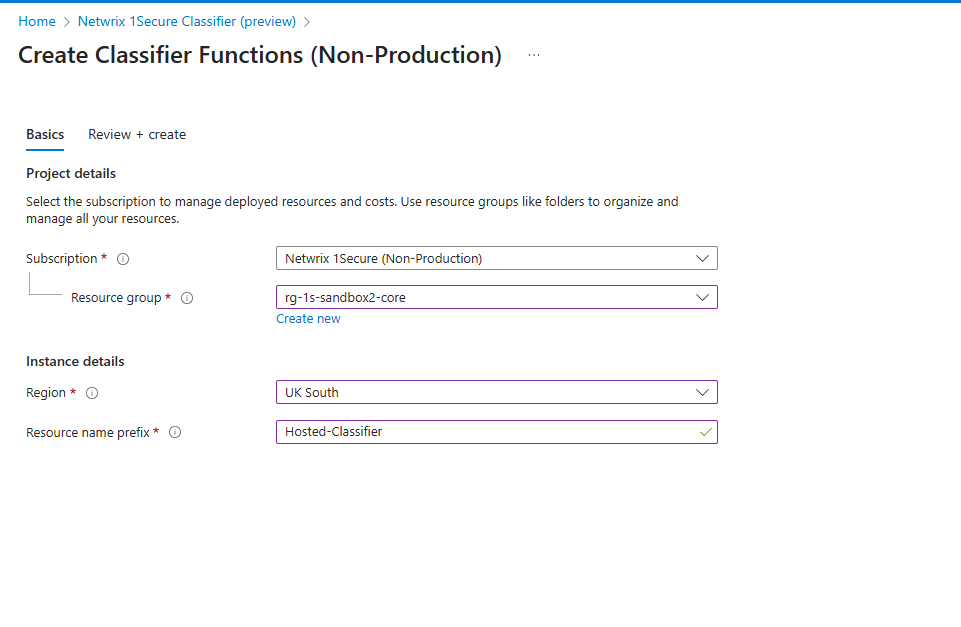 Home > Netwrix 1Secure Classifier (preview) >
Create Classifier Functions (Non-Production) ...
Basics Review + create
Project details
Select the subscription to manage deployed resources and costs. Use resource groups like folders to organize and
manage all your resources.
Subscription * Netwrix 1Secure (Non-Production)
Resource group * rg-1s-sandbox2-core
Create new
Instance details
Region * UK South
Resource name prefix * Hosted-Classifier